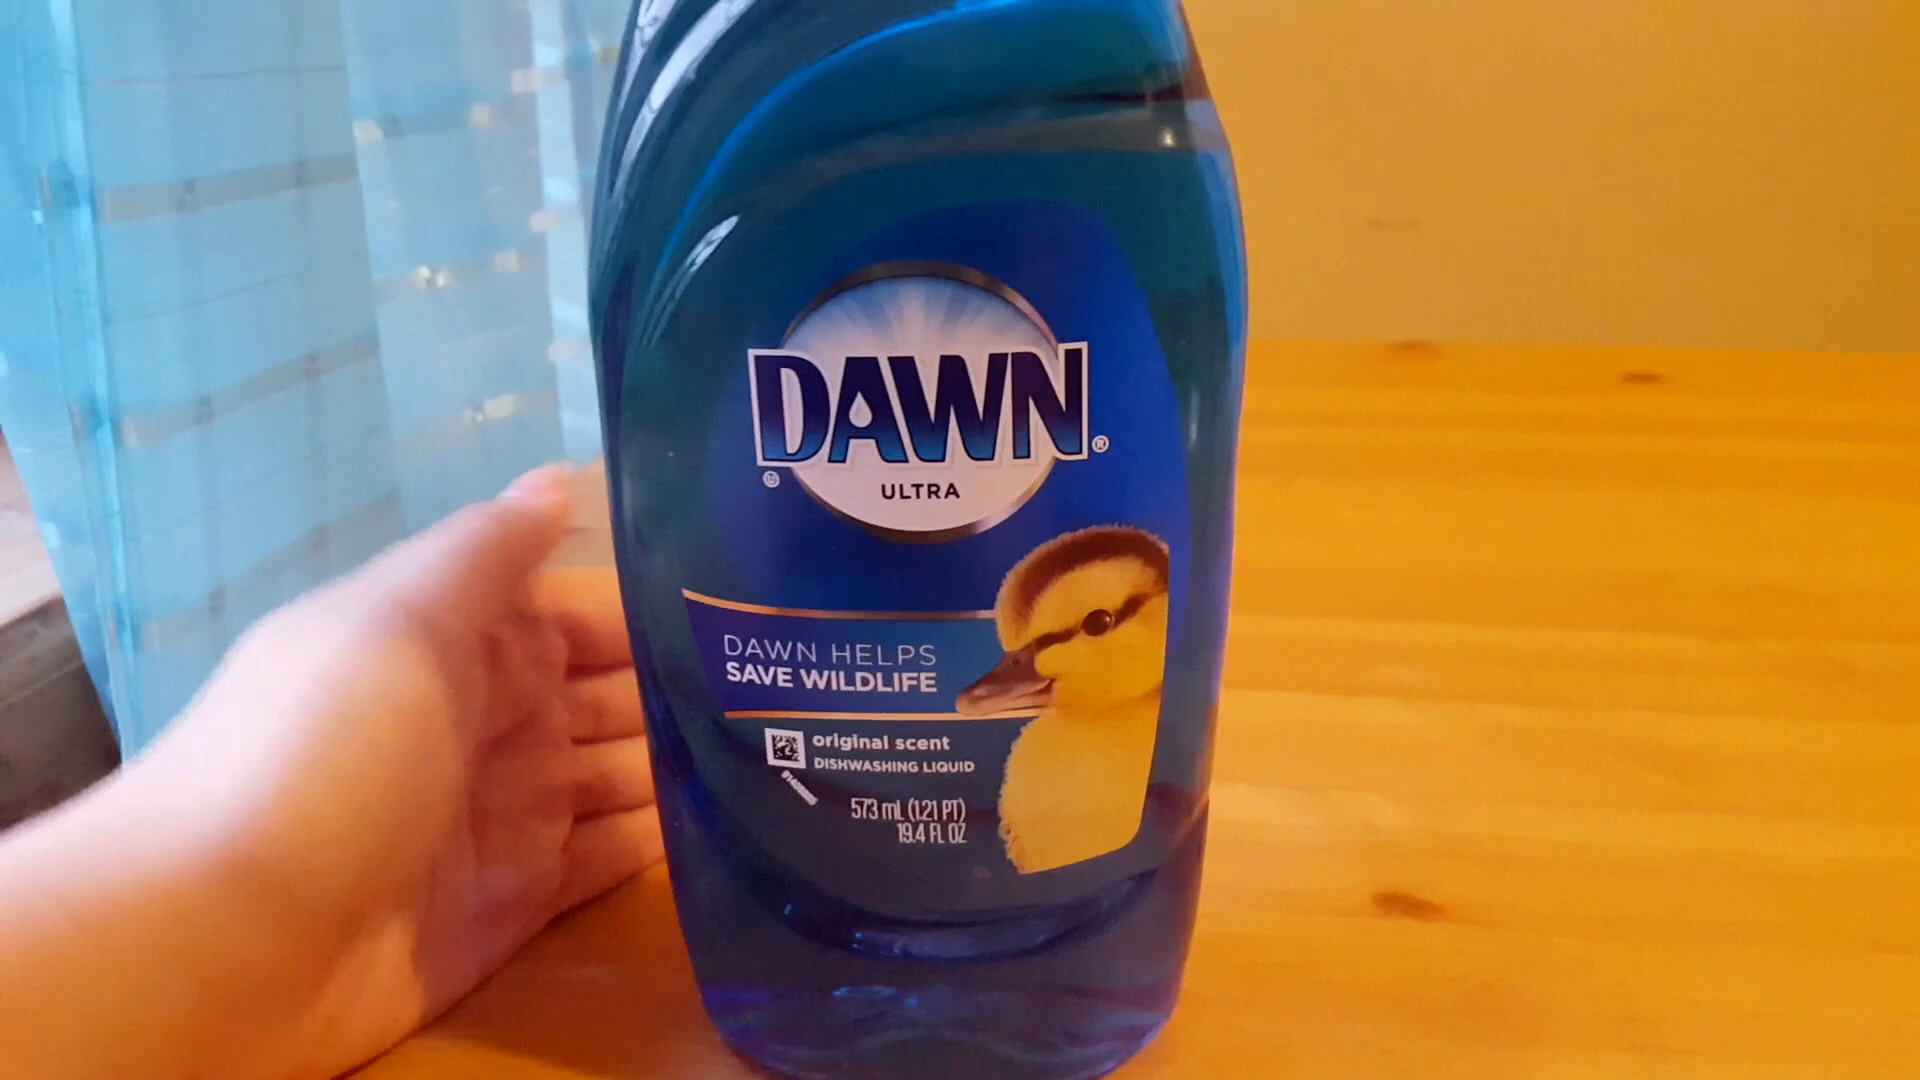 DAWN®
Ⓤ
ULTRA
DAWN HELPS
SAVE WILDLIFE
original scent
DISHWASHING LIQUID
573 mL (1.21 PT)
19.4 FL OZ